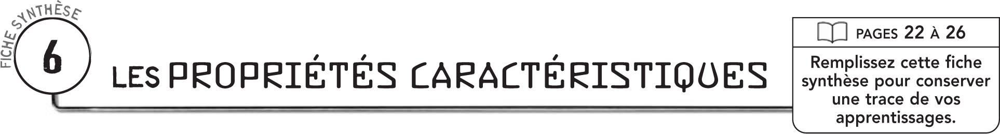 FICHE SYNTHÈSE
6
LES PROPRIÉTÉS CARACTÉRISTIQUES
PAGES 22 À 26
Remplissez cette fiche
synthèse pour conserver
une trace de vos
apprentissages.